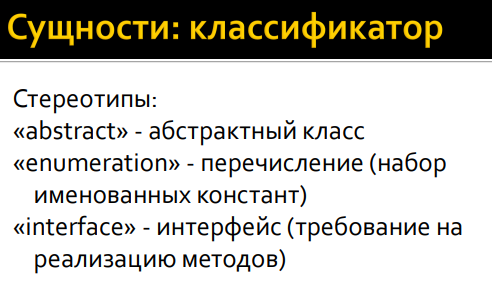 Сущности: классификатор
Стереотипы:
«abstract» - абстрактный класс
«enumeration» - перечисление (набор
именованных констант)
«interface» - интерфейс (требование на
реализацию методов)